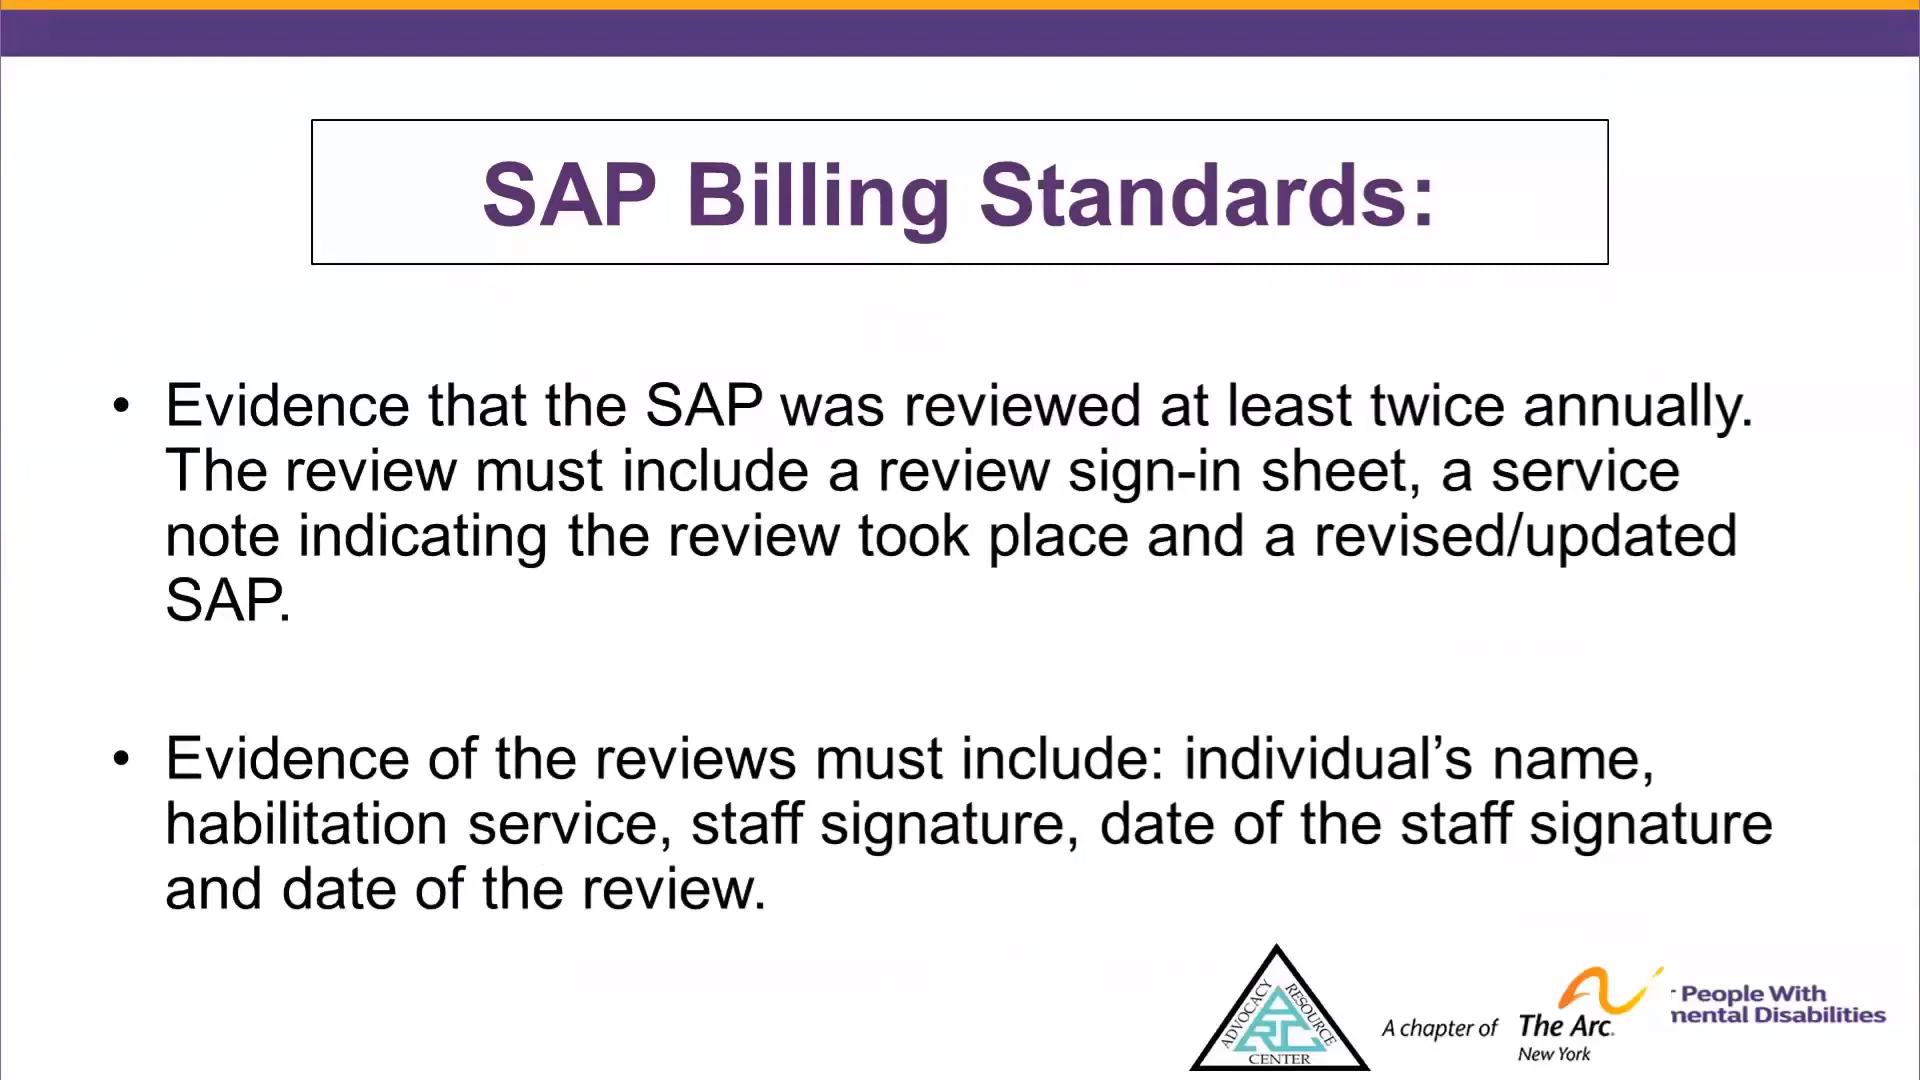 SAP Billing Standards:
• Evidence that the SAP was reviewed at least twice annually.
The review must include a review sign-in sheet, a service
note indicating the review took place and a revised/updated
SAP.
• Evidence of the reviews must include: individual’s name,
habilitation service, staff signature, date of the staff signature
and date of the review.
ADVOCACY RESOURCE CENTER
ARC
A chapter of The Arc.
New York
People With
mental Disabilities